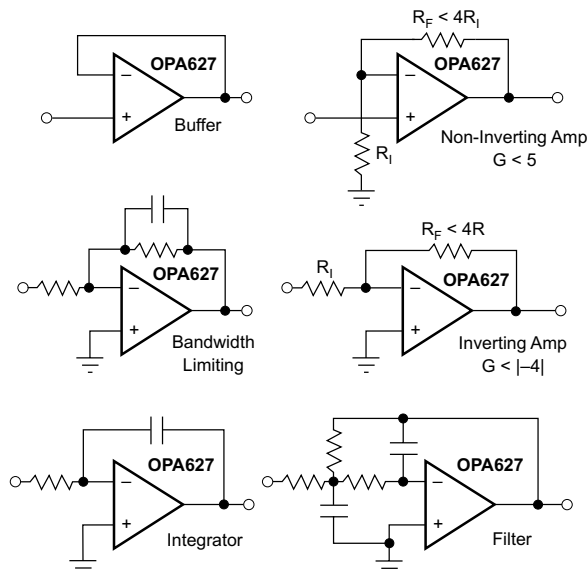 OPA627
−
+
Buffer
R_F < 4R_I
OPA627
−
+
R_I
Non-Inverting Amp
G < 5
OPA627
−
+
Bandwidth
Limiting
R_F < 4R
R_I
OPA627
−
+
Inverting Amp
G < |–4|
OPA627
−
+
Integrator
OPA627
−
+
Filter